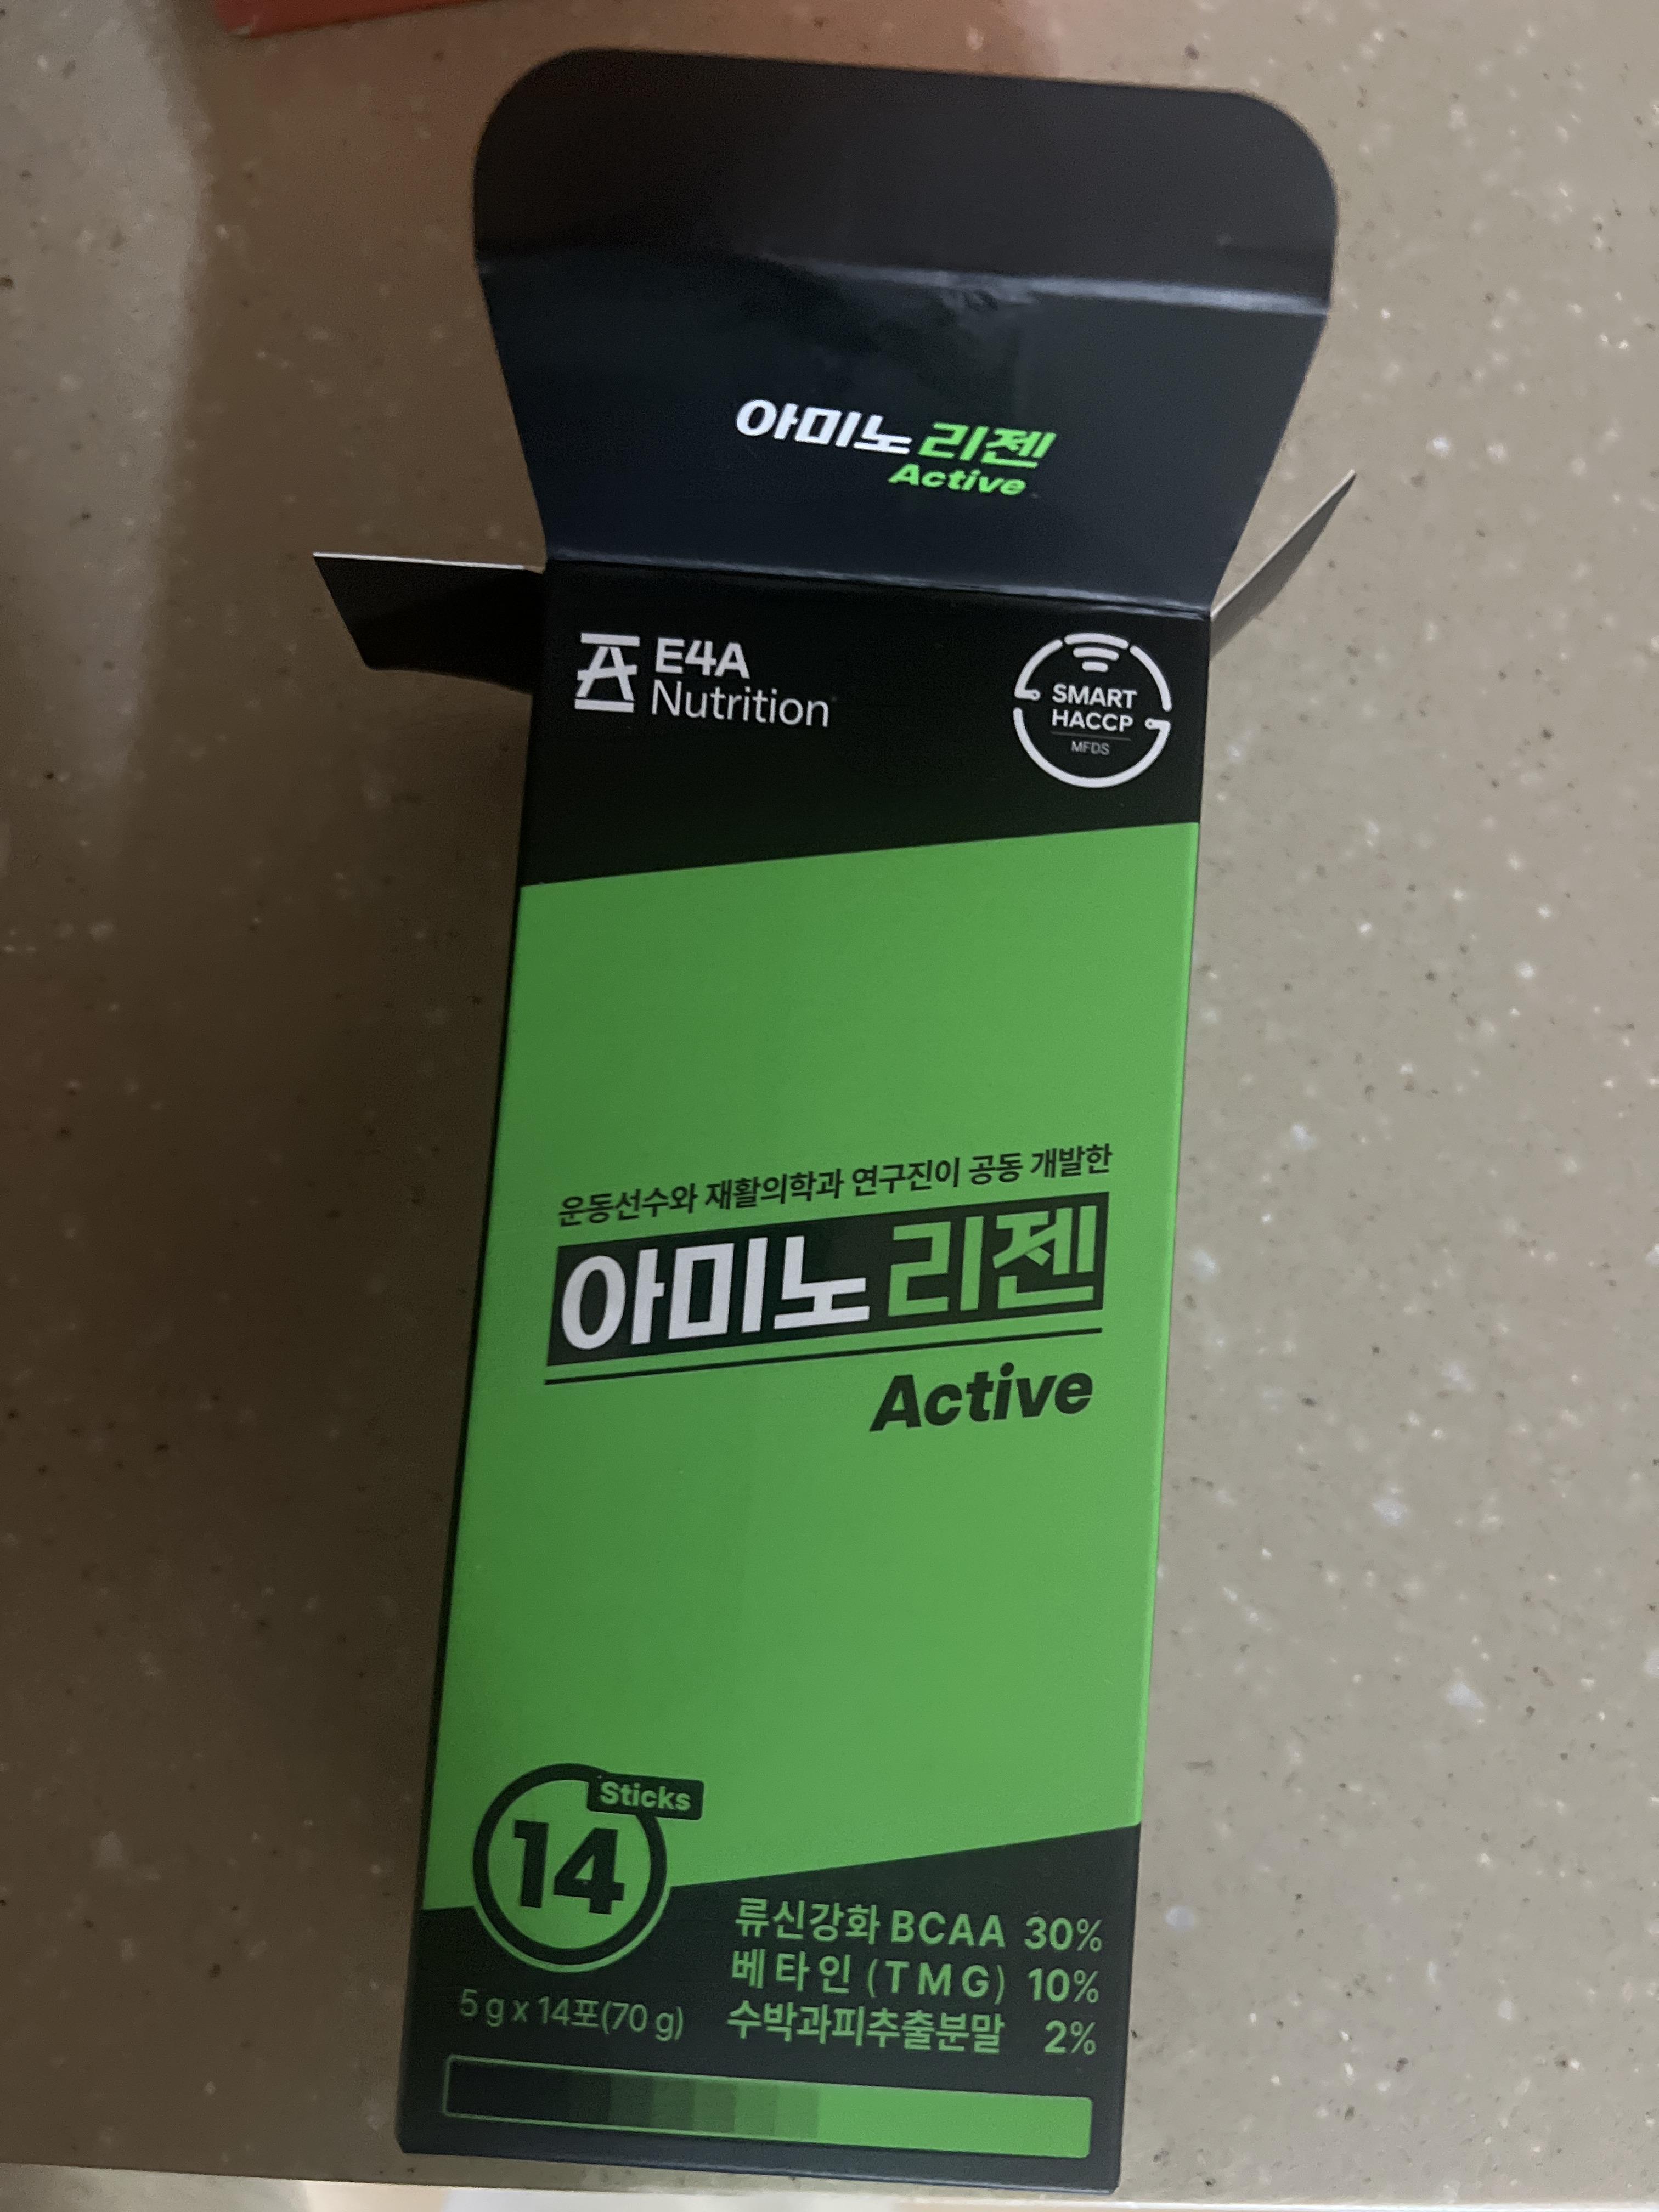 아미노리젠
Active
E4A
Nutrition
SMART
HACCP
MFDS
운동선수와 재활의학과 연구진이 공동 개발한
아미노리젠
Active
Sticks
14
5 g x 14포(70 g)
류신강화 BCAA 30%
베타인 (TMG) 10%
수박과피추출분말 2%